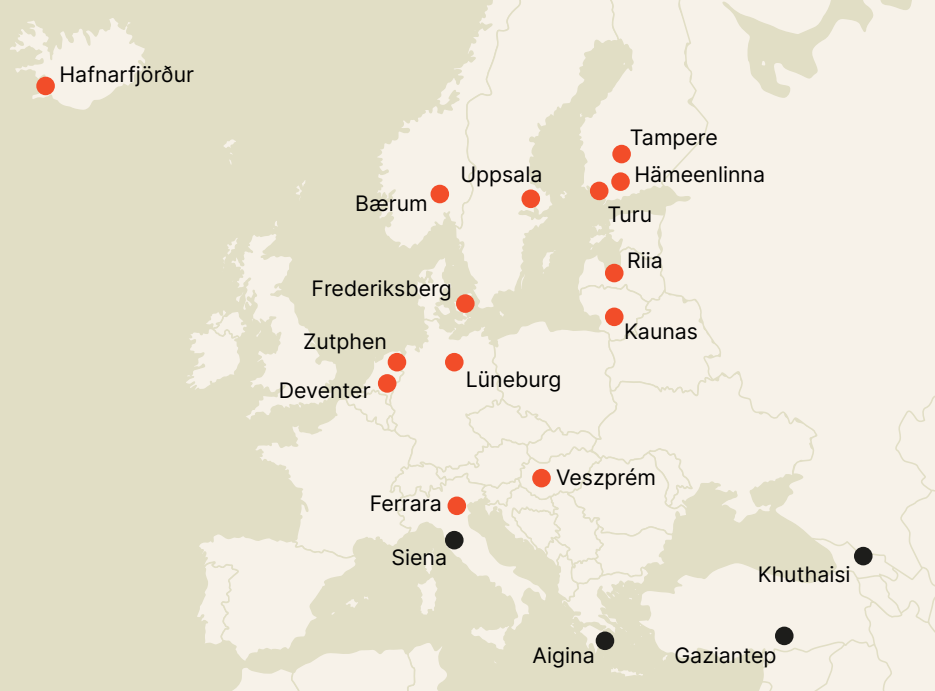 Hafnarfjörður
Tampere
Uppsala
Hämeenlinna
Bærum
Turu
Riia
Frederiksberg
Kaunas
Zutphen
Lüneburg
Deventer
Veszprém
Ferrara
Siena
Khuthaisi
Aigina
Gaziantep